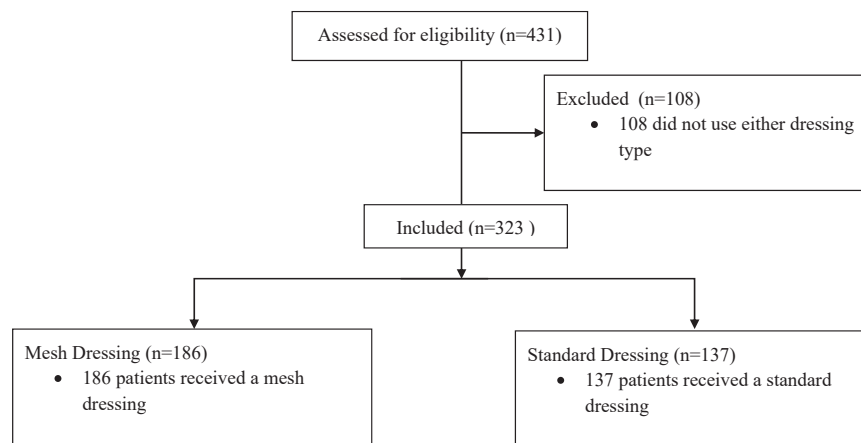 Assessed for eligibility (n=431)
Excluded  (n=108)
• 108 did not use either dressing
type
Included (n=323 )
Mesh Dressing (n=186)
• 186 patients received a mesh
dressing
Standard Dressing (n=137)
• 137 patients received a standard
dressing